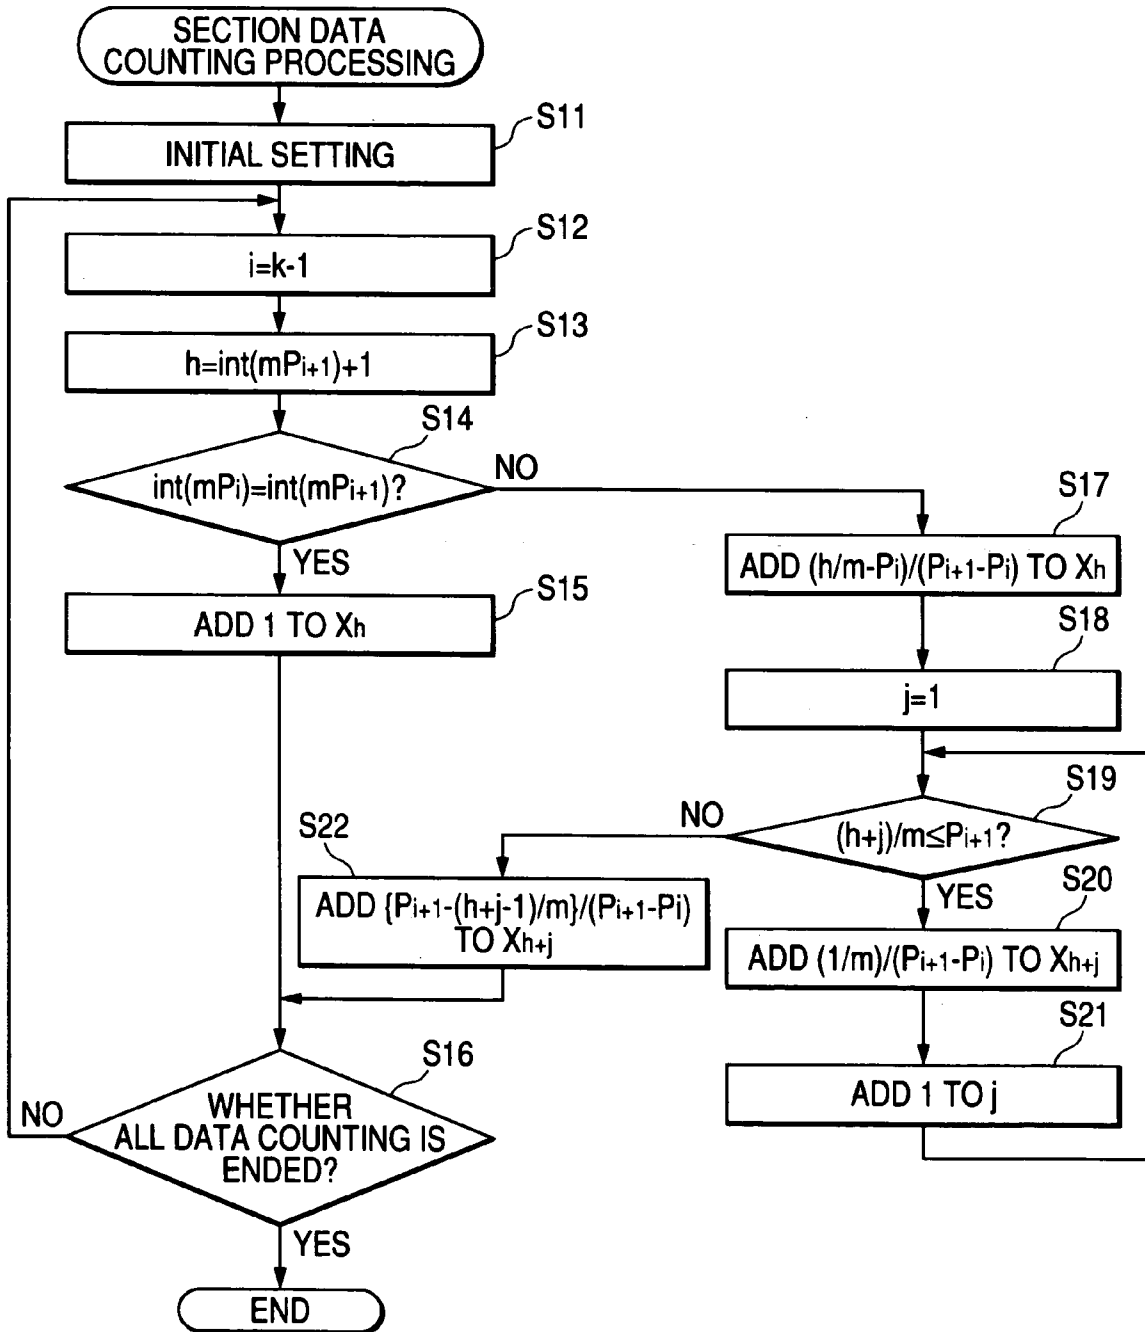 SECTION DATA
COUNTING PROCESSING
S11
INITIAL SETTING
S12
i=k-1
S13
h=int(mPi+1)+1
S14
int(mPi)=int(mPi+1)?
NO
YES
S15
ADD 1 TO Xh
S17
ADD (h/m-Pi)/(Pi+1-Pi) TO Xh
S18
j=1
S19
(h+j)/m≤Pi+1?
NO
YES
S22
ADD {Pi+1-(h+j-1)/m}/(Pi+1-Pi)
TO Xh+j
S20
ADD (1/m)/(Pi+1-Pi) TO Xh+j
S21
ADD 1 TO j
S16
WHETHER
ALL DATA COUNTING IS
ENDED?
NO
YES
END